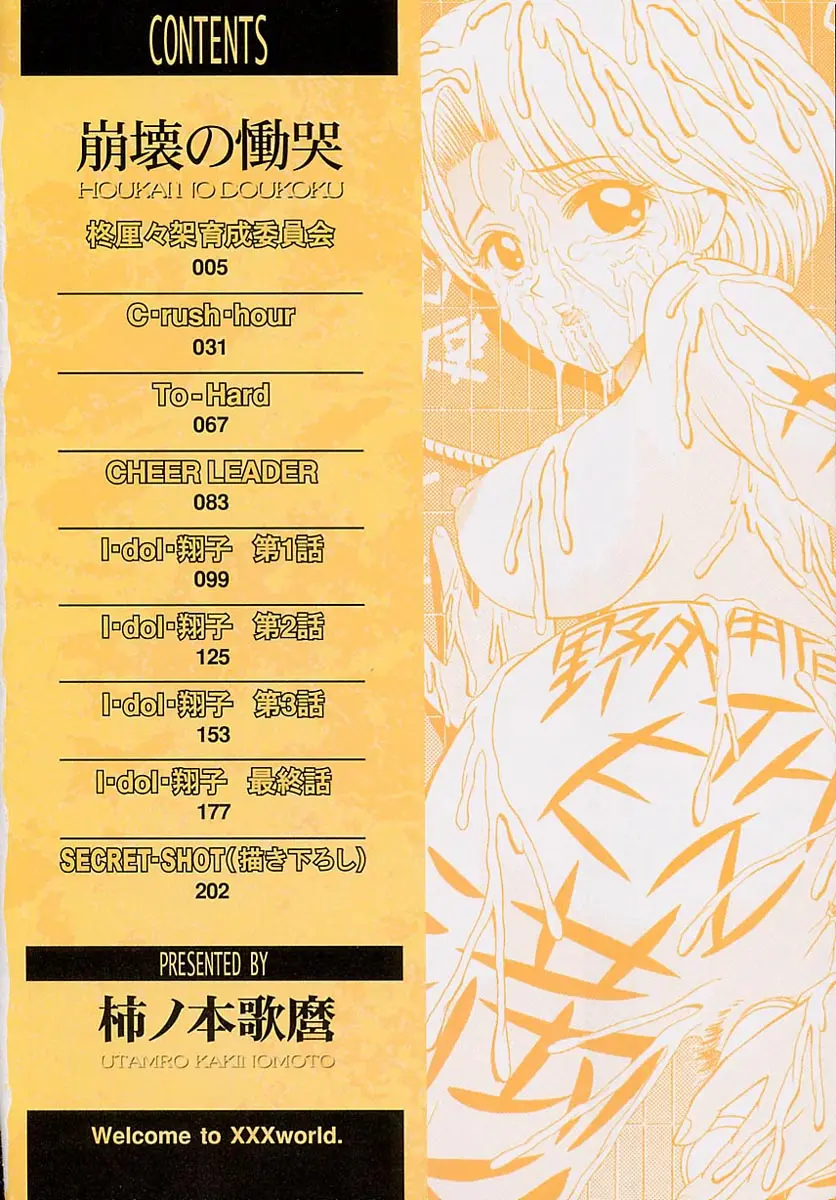 CONTENTS
崩壊の慟哭
HOUKAI NO DOUKOKU
柊厘々架育成委員会
005
C・rush・hour
031
To-Hard
067
CHEER LEADER
083
I・dol・翔子 第1話
099
I・dol・翔子 第2話
125
I・dol・翔子 第3話
153
I・dol・翔子 最終話
177
SECRET-SHOT(描き下ろし)
202
PRESENTED BY
柿ノ本歌麿
UTAMRO KAKINOMOTO
Welcome to XXXworld.
野外